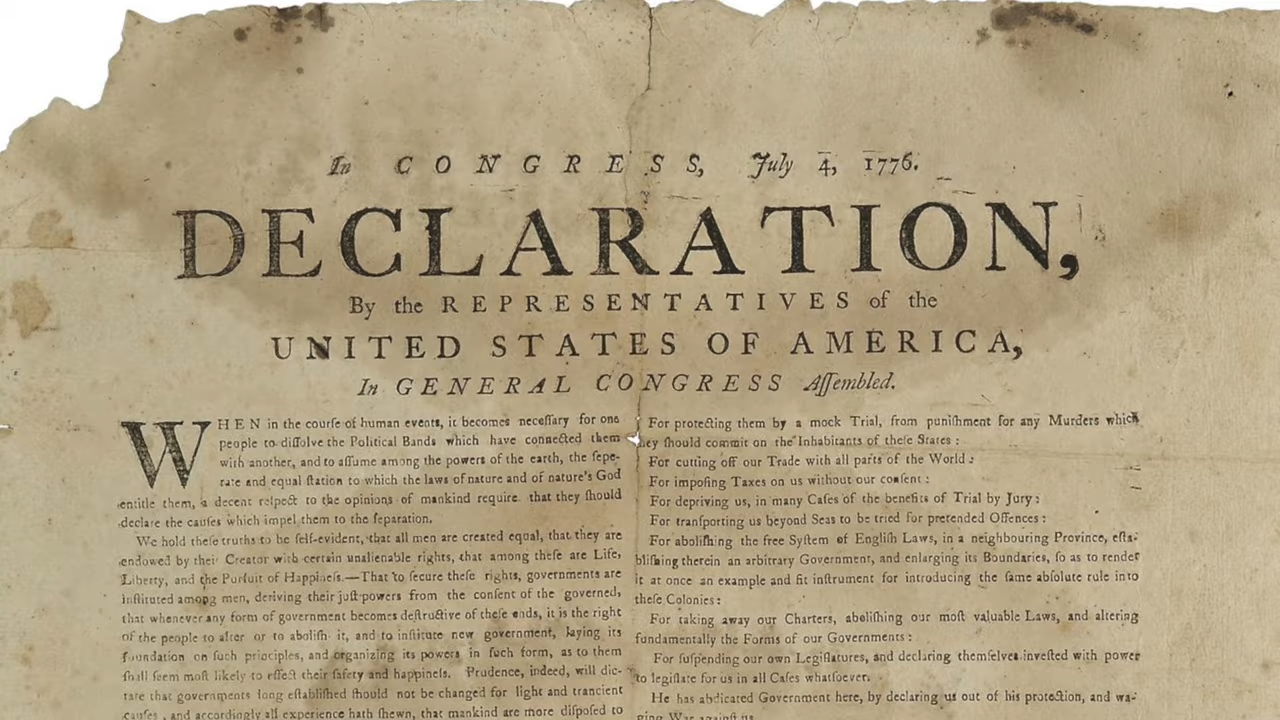 In CONGRESS, July 4, 1776.
DECLARATION,
By the REPRESENTATIVES of the
UNITED STATES OF AMERICA,
In GENERAL CONGRESS Aſſembled.
WHEN in the courſe of human events, it becomes neceſſary for one
people to diſſolve the Political Bands which have connected them
with another, and to aſſume among the powers of the earth, the ſepe-
rate and equal ſtation to which the laws of nature and of nature's God
entitle them, a decent reſpect to the opinions of mankind require that they ſhould
declare the cauſes which impel them to the ſeparation.
We hold theſe truths to be ſelf-evident, that all men are created equal, that they are
endowed by their Creator with certain unalienable rights, that among theſe are Life,
Liberty, and the Purſuit of Happineſs.—That to ſecure theſe rights, governments are
inſtituted among men, deriving their juſt powers from the conſent of the governed,
that whenever any form of government becomes deſtructive of theſe ends, it is the right
of the people to alter or to aboliſh it, and to inſtitute new government, laying its
foundation on ſuch principles, and organizing its powers in ſuch form, as to them
ſhall ſeem moſt likely to effect their ſafety and happineſs. Prudence, indeed, will dic-
tate that governments long eſtabliſhed ſhould not be changed for light and trancient
cauſes, and accordingly all experience hath ſhewn, that mankind are more diſpoſed to
For protecting them by a mock Trial, from puniſhment for any Murders which
they ſhould commit on the Inhabitants of theſe States:
For cutting off our Trade with all parts of the World:
For impoſing Taxes on us without our conſent:
For depriving us, in many Caſes of the benefits of Trial by Jury:
For tranſporting us beyond Seas to be tried for pretended Offences:
For aboliſhing the free Syſtem of Engliſh Laws, in a neighbouring Province, eſta-
bliſhing therein an arbitrary Government, and enlarging its Boundaries, ſo as to render
it at once an example and fit inſtrument for introducing the ſame abſolute rule into
theſe Colonies:
For taking away our Charters, aboliſhing our moſt valuable Laws, and altering
fundamentally the Forms of our Governments:
For ſuſpending our own Legiſlatures, and declaring themſelves inveſted with power
to legiſlate for us in all Caſes whatſoever.
He has abdicated Government here, by declaring us out of his protection, and wa-
ging War againſt us.